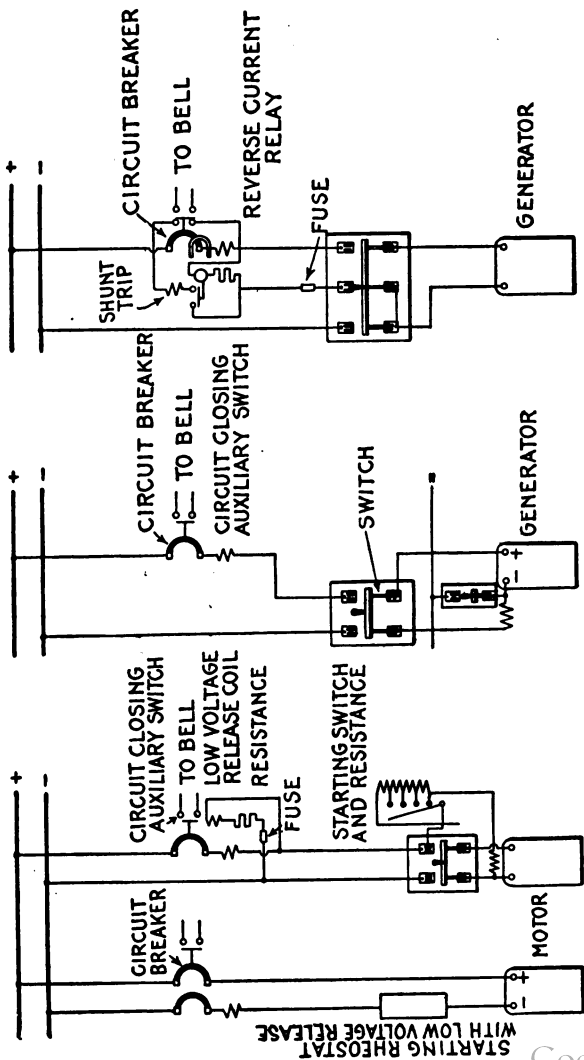 +
-
CIRCUIT
BREAKER
STARTING RHEOSTAT
WITH LOW VOLTAGE RELEASE
-
+
MOTOR
CIRCUIT CLOSING
AUXILIARY SWITCH
TO BELL
LOW VOLTAGE
RELEASE COIL
RESISTANCE
FUSE
STARTING SWITCH
AND RESISTANCE
+
-
CIRCUIT BREAKER
TO BELL
CIRCUIT CLOSING
AUXILIARY SWITCH
SWITCH
=
-
+
GENERATOR
+
-
CIRCUIT BREAKER
TO BELL
SHUNT
TRIP
REVERSE CURRENT
RELAY
FUSE
GENERATOR